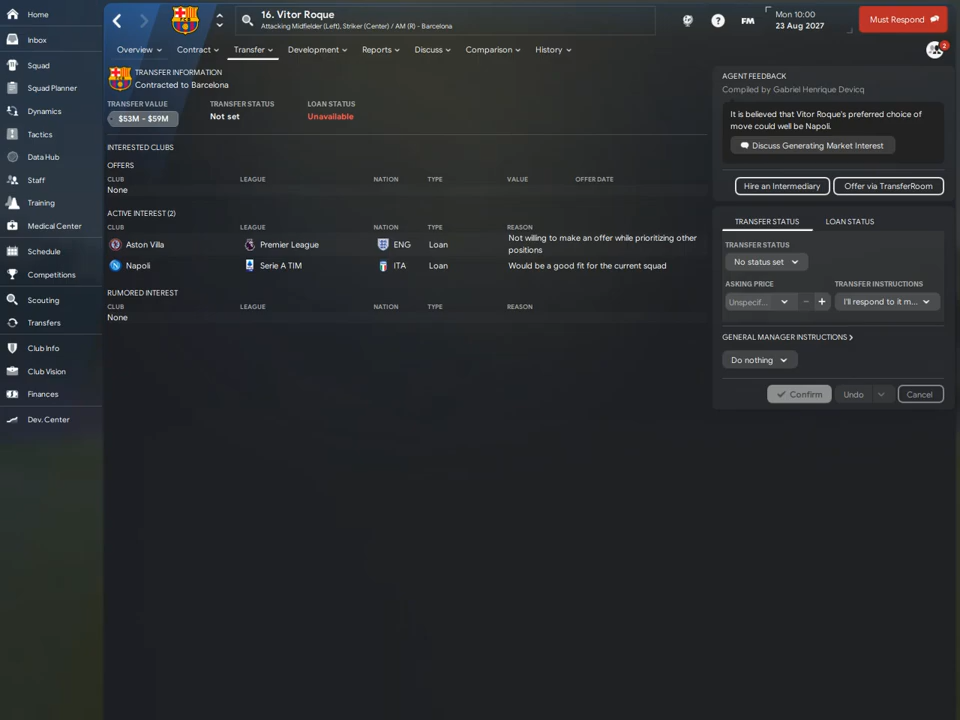 Home
Inbox
Squad
Squad Planner
Dynamics
Tactics
Data Hub
Staff
Training
Medical Center
Schedule
Competitions
Scouting
Transfers
Club Info
Club Vision
Finances
Dev. Center
16. Vitor Roque
Attacking Midfielder (Left), Striker (Center) / AM (R) - Barcelona
?
FM
Mon 10:00
23 Aug 2027
Must Respond
Overview Contract Transfer Development Reports Discuss Comparison History
2
TRANSFER INFORMATION
Contracted to Barcelona
TRANSFER VALUE TRANSFER STATUS LOAN STATUS
$53M - $59M Not set Unavailable
INTERESTED CLUBS
OFFERS
CLUB LEAGUE NATION TYPE VALUE OFFER DATE
None
ACTIVE INTEREST (2)
CLUB LEAGUE NATION TYPE REASON
Aston Villa Premier League ENG Loan Not willing to make an offer while prioritizing other
positions
Napoli Serie A TIM ITA Loan Would be a good fit for the current squad
RUMORED INTEREST
CLUB LEAGUE NATION TYPE REASON
None
AGENT FEEDBACK
Compiled by Gabriel Henrique Devicq
It is believed that Vitor Roque's preferred choice of
move could well be Napoli.
Discuss Generating Market Interest
Hire an Intermediary Offer via TransferRoom
TRANSFER STATUS LOAN STATUS
TRANSFER STATUS
No status set
ASKING PRICE TRANSFER INSTRUCTIONS
Unspecif... I'll respond to it m...
GENERAL MANAGER INSTRUCTIONS
Do nothing
Confirm Undo Cancel